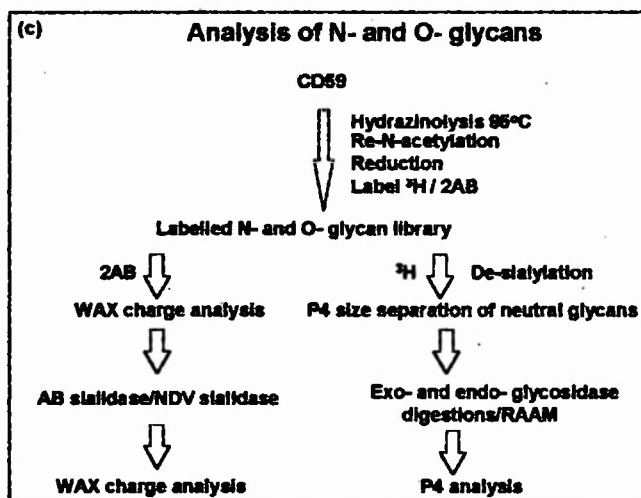 (c) Analysis of N- and O- glycans
CD59
Hydrazinolysis 95°C
Re-N-acetylation
Reduction
Label ³H / 2AB
Labelled N- and O- glycan library
2AB
³H De-sialylation
WAX charge analysis
P4 size separation of neutral glycans
AB sialidase/NDV sialidase
Exo- and endo- glycosidase
digestions/RAAM
WAX charge analysis
P4 analysis